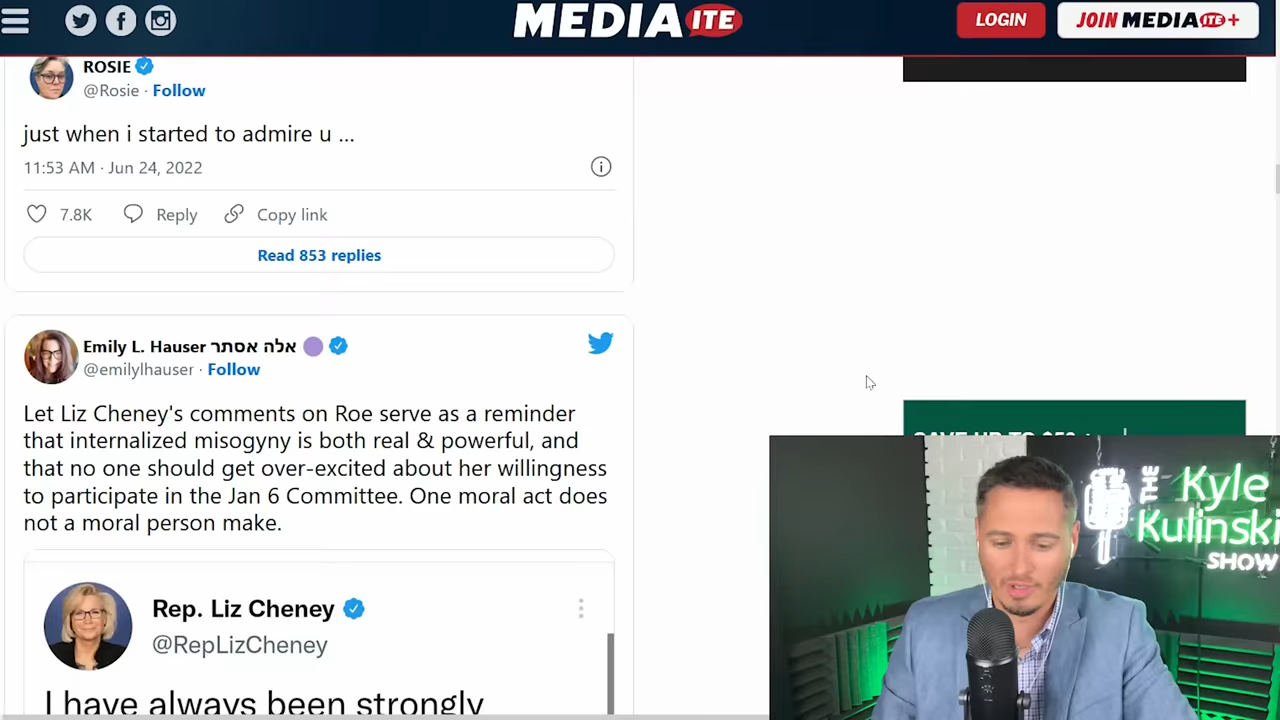 MEDIAITE
LOGIN
JOIN MEDIAITE+
ROSIE
@Rosie · Follow
just when i started to admire u ...
11:53 AM · Jun 24, 2022
7.8K Reply Copy link
Read 853 replies
Emily L. Hauser אלה אסתר
@emilylhauser · Follow
Let Liz Cheney's comments on Roe serve as a reminder
that internalized misogyny is both real & powerful, and
that no one should get over-excited about her willingness
to participate in the Jan 6 Committee. One moral act does
not a moral person make.
Rep. Liz Cheney
@RepLizCheney
I have always been strongly
SAVE UP TO
THE
Kyle
Kulinski
SHOW